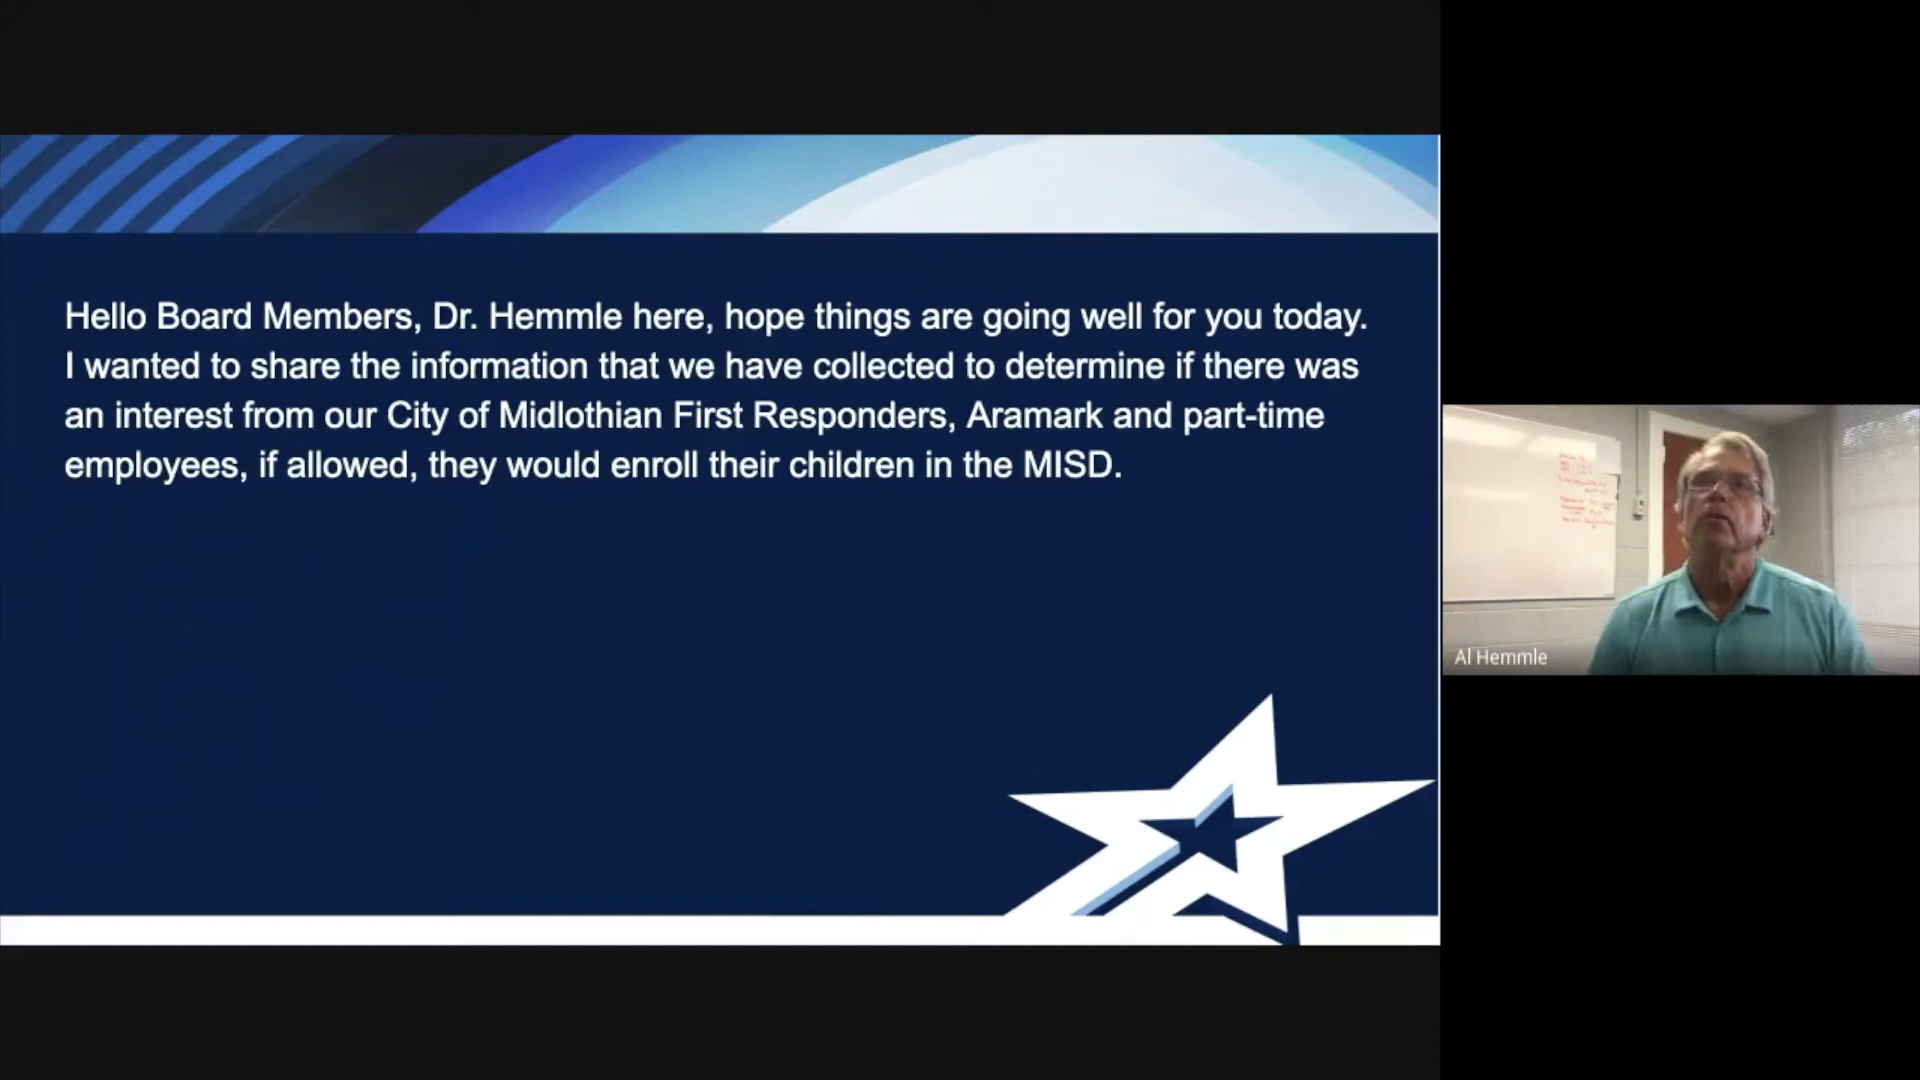 Hello Board Members, Dr. Hemmle here, hope things are going well for you today.
I wanted to share the information that we have collected to determine if there was
an interest from our City of Midlothian First Responders, Aramark and part-time
employees, if allowed, they would enroll their children in the MISD.
Al Hemmle